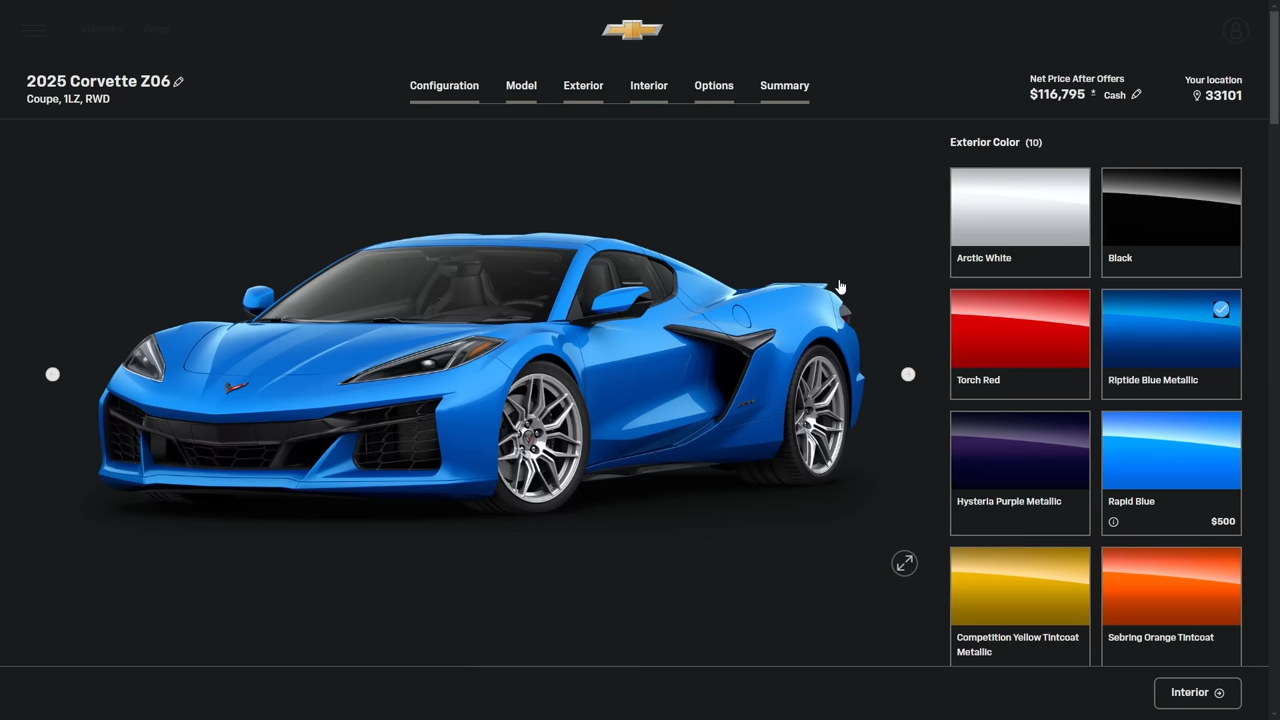 Vehicles Shop
2025 Corvette Z06
Coupe, 1LZ, RWD
Configuration
Model
Exterior
Interior
Options
Summary
Net Price After Offers
$116,795 * Cash
Your location
33101
Exterior Color (10)
Arctic White
Black
Torch Red
Riptide Blue Metallic
Hysteria Purple Metallic
Rapid Blue
$500
Competition Yellow Tintcoat
Metallic
Sebring Orange Tintcoat
Interior